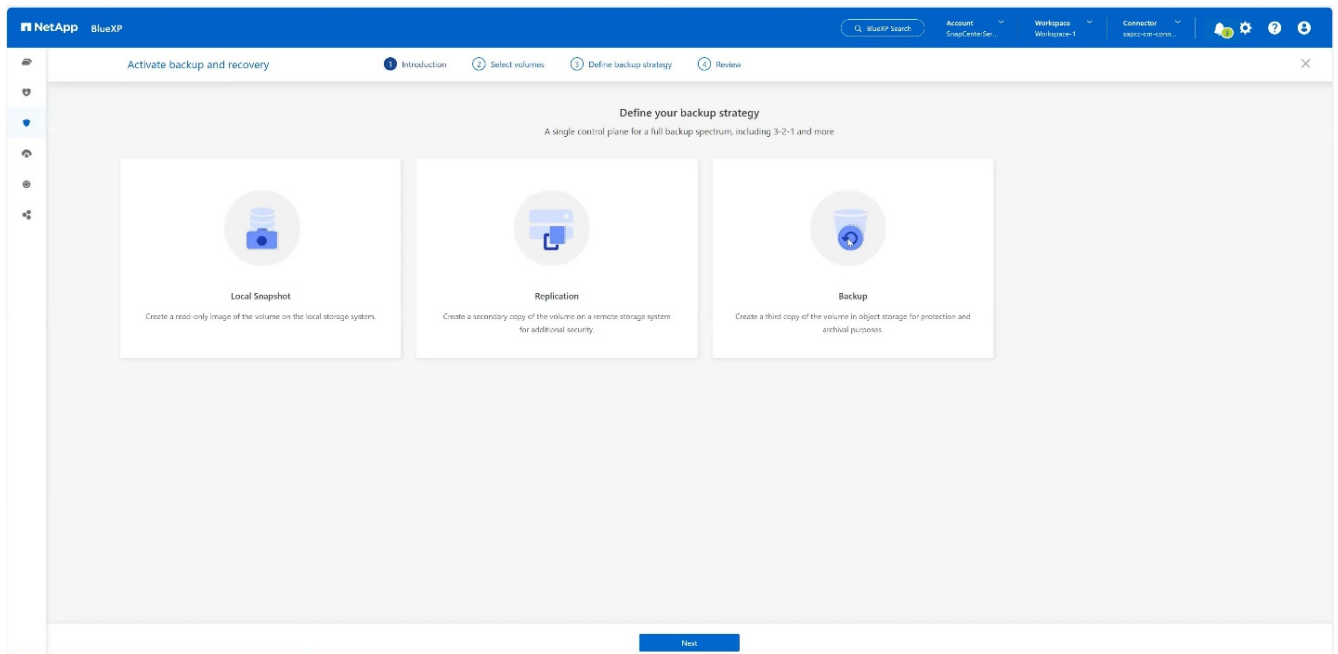 NetApp BlueXP
BlueXP Search
Account
SnapCenterSer...
Workspace
Workspace-1
Connector
sapcc-cm-conn...
Activate backup and recovery
1 Introduction
2 Select volumes
3 Define backup strategy
4 Review
Define your backup strategy
A single control plane for a full backup spectrum, including 3-2-1 and more
Local Snapshot
Create a read-only image of the volume on the local storage system.
Replication
Create a secondary copy of the volume on a remote storage system
for additional security.
Backup
Create a third copy of the volume in object storage for protection and
archival purposes.
Next